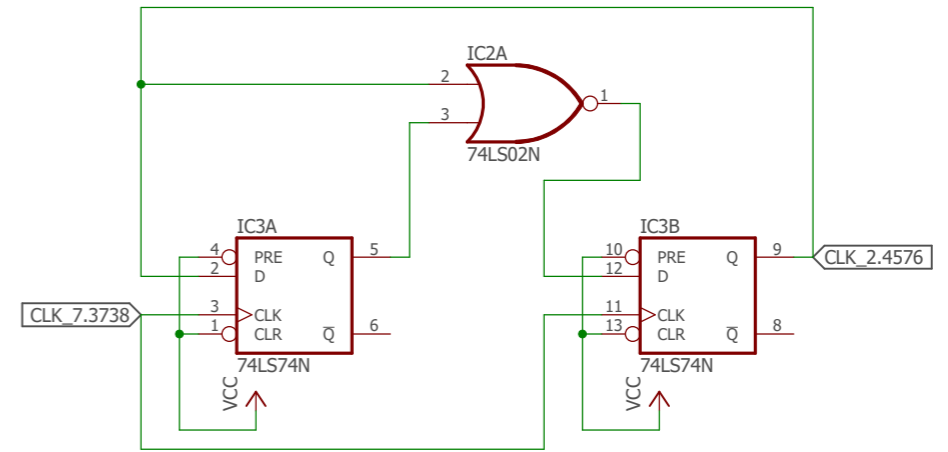 IC2A
2
1
3
74LS02N
IC3A
IC3B
4
PRE
Q
5
10
PRE
Q
9
CLK_2.4576
2
D
12
D
CLK_7.3738
3
CLK
11
CLK
1
CLR
Q̅
6
13
CLR
Q̅
8
74LS74N
74LS74N
VCC
VCC